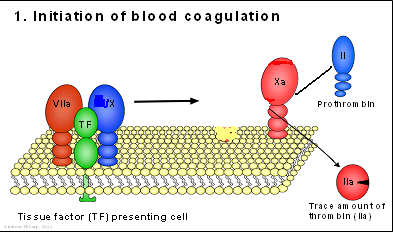 1. Initiation of blood coagulation
II
Xa
VIIa
X
TF
Prothrombin
IIa
Trace amount of
thrombin (IIa)
Tissue factor (TF) presenting cell